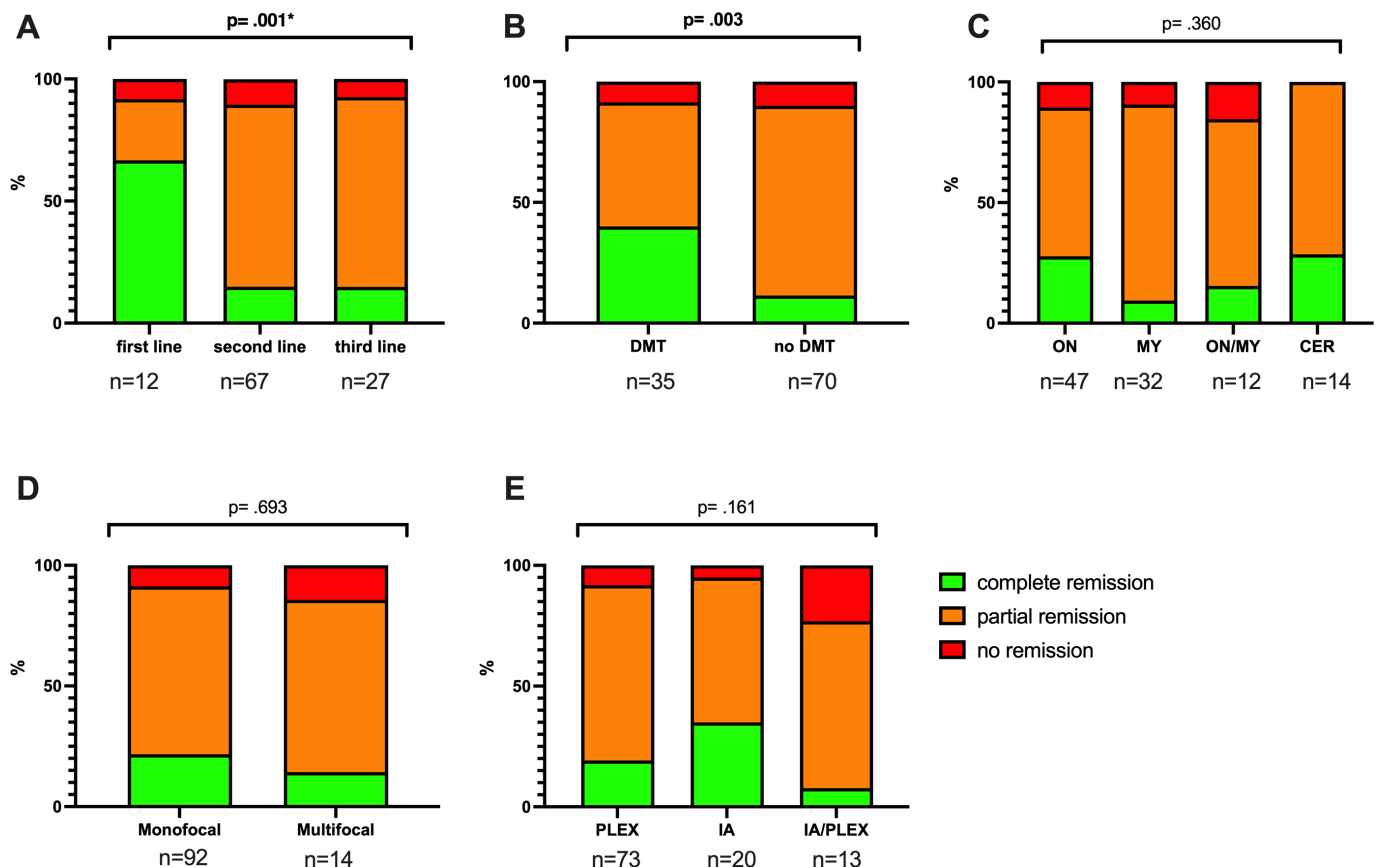 A
p= .001*
%
100
50
0
first line second line third line
n=12 n=67 n=27
B
p= .003
100
50
0
DMT no DMT
n=35 n=70
C
p= .360
%
100
50
0
ON MY ON/MY CER
n=47 n=32 n=12 n=14
D
p= .693
%
100
50
0
Monofocal Multifocal
n=92 n=14
E
p= .161
%
100
50
0
PLEX IA IA/PLEX
n=73 n=20 n=13
complete remission
partial remission
no remission